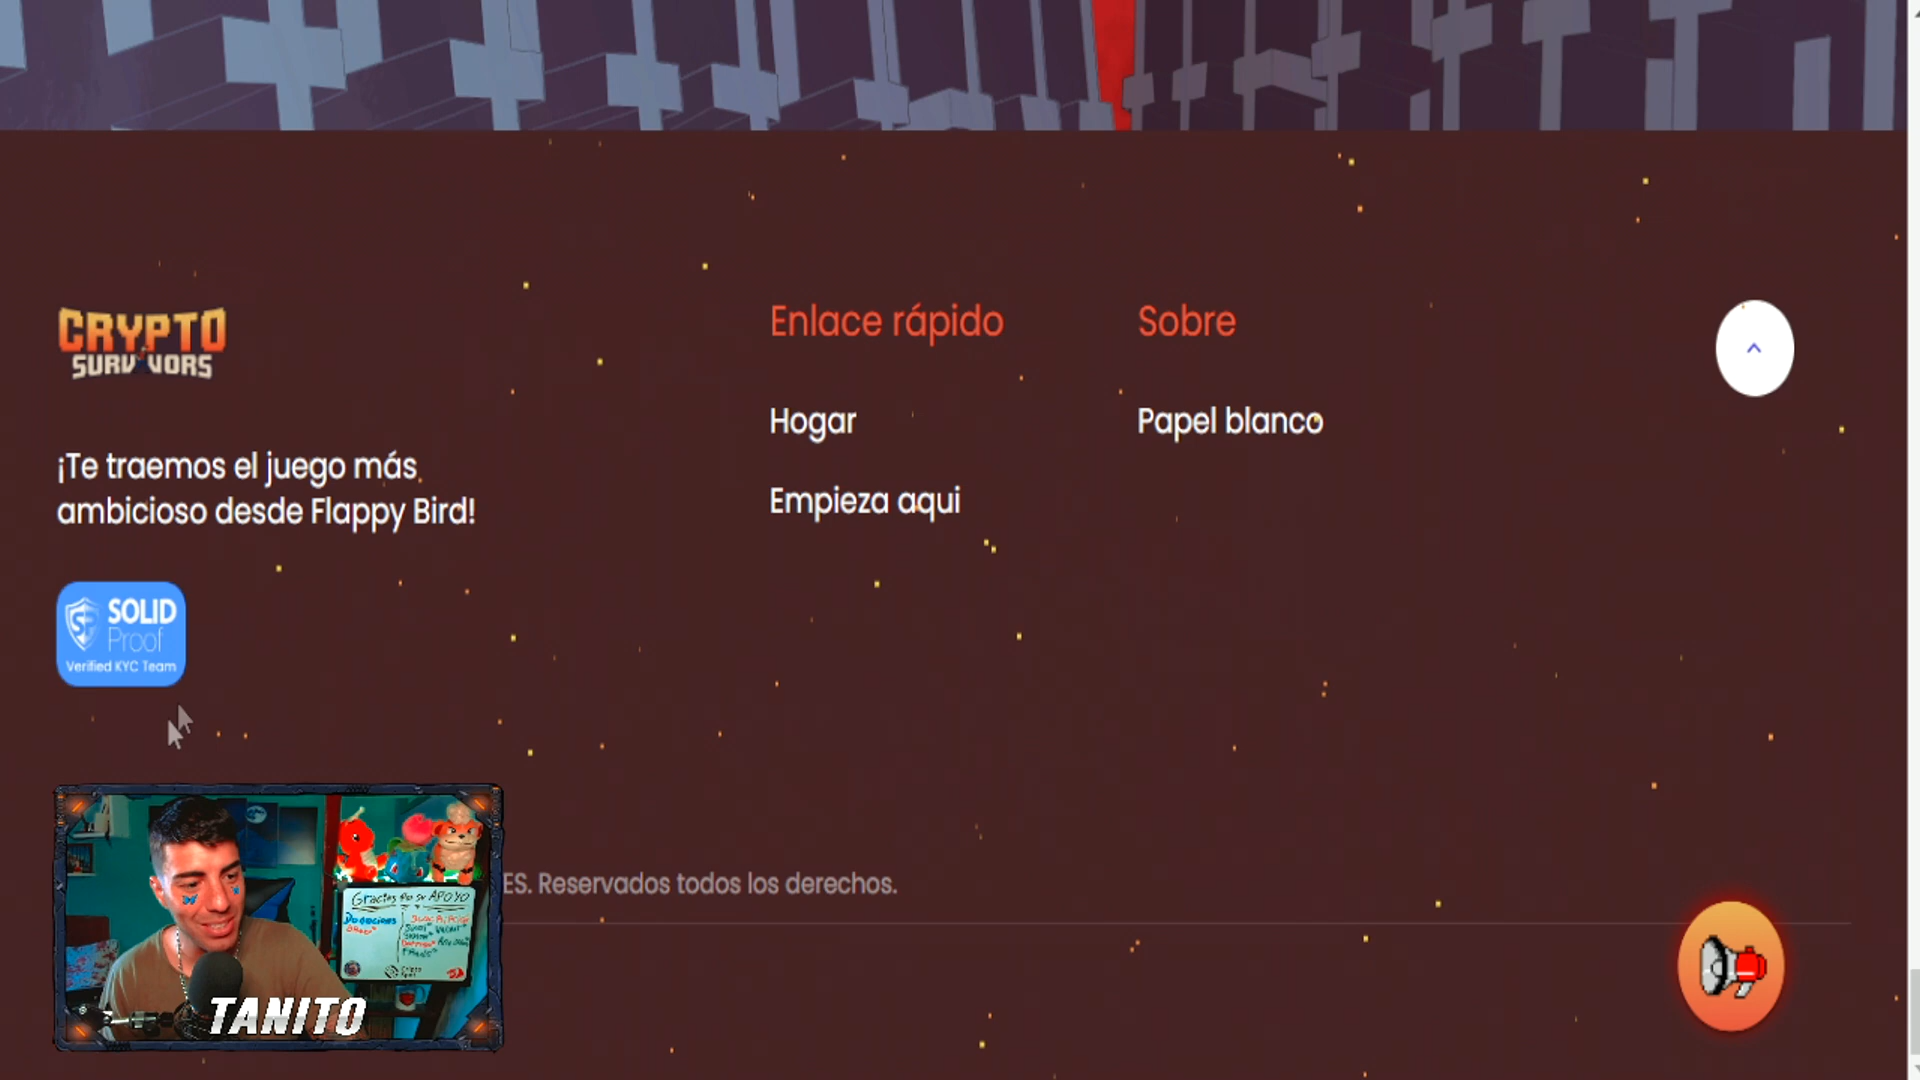 CRYPTO
SURVIVORS
¡Te traemos el juego más
ambicioso desde Flappy Bird!
SOLID
Proof
Verified KYC Team
Enlace rápido
Hogar
Empieza aqui
Sobre
Papel blanco
ES. Reservados todos los derechos.
Gracias Por su APOYO
Donaciones
TANITO